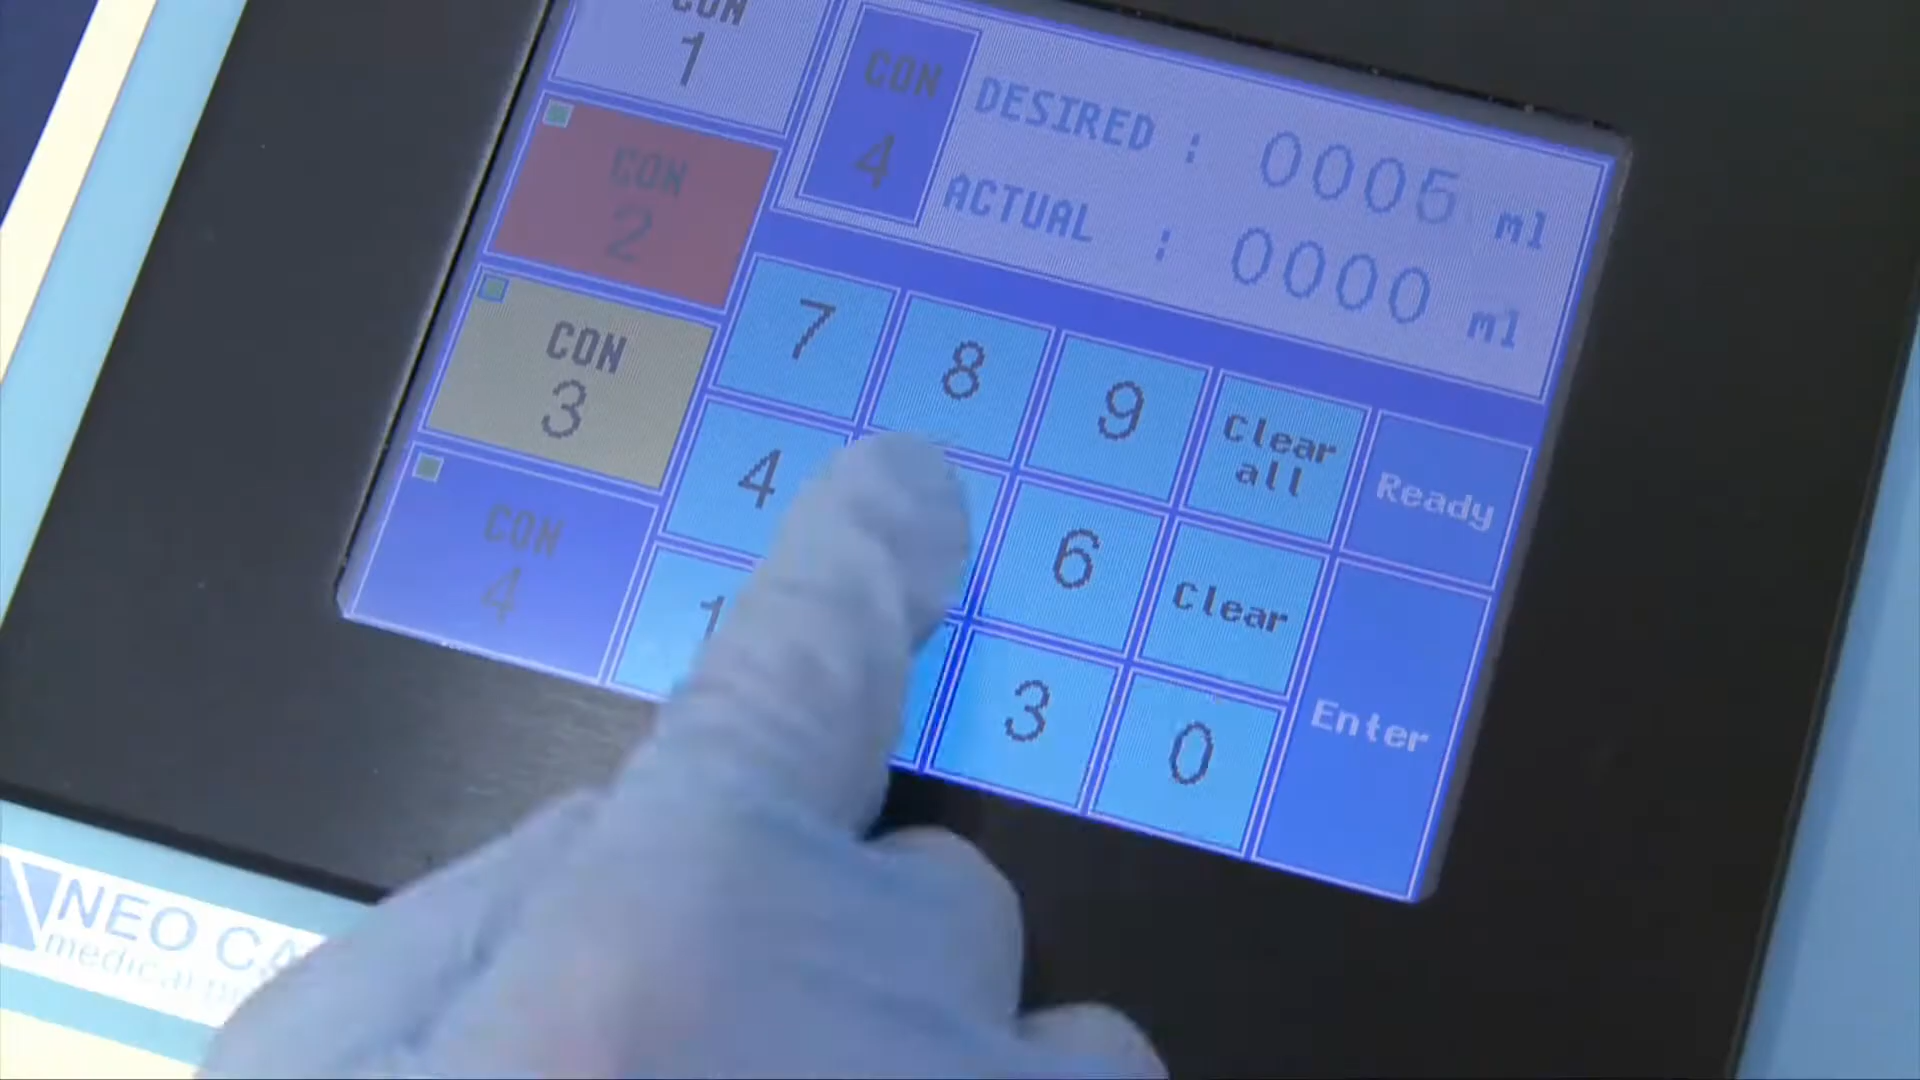 CON
1
CON
2
CON
3
CON
4
CON
4
DESIRED : 0005 ml
ACTUAL : 0000 ml
7 8 9 Clear all Ready
4 6 Clear Enter
1 3 0
NEO
medical